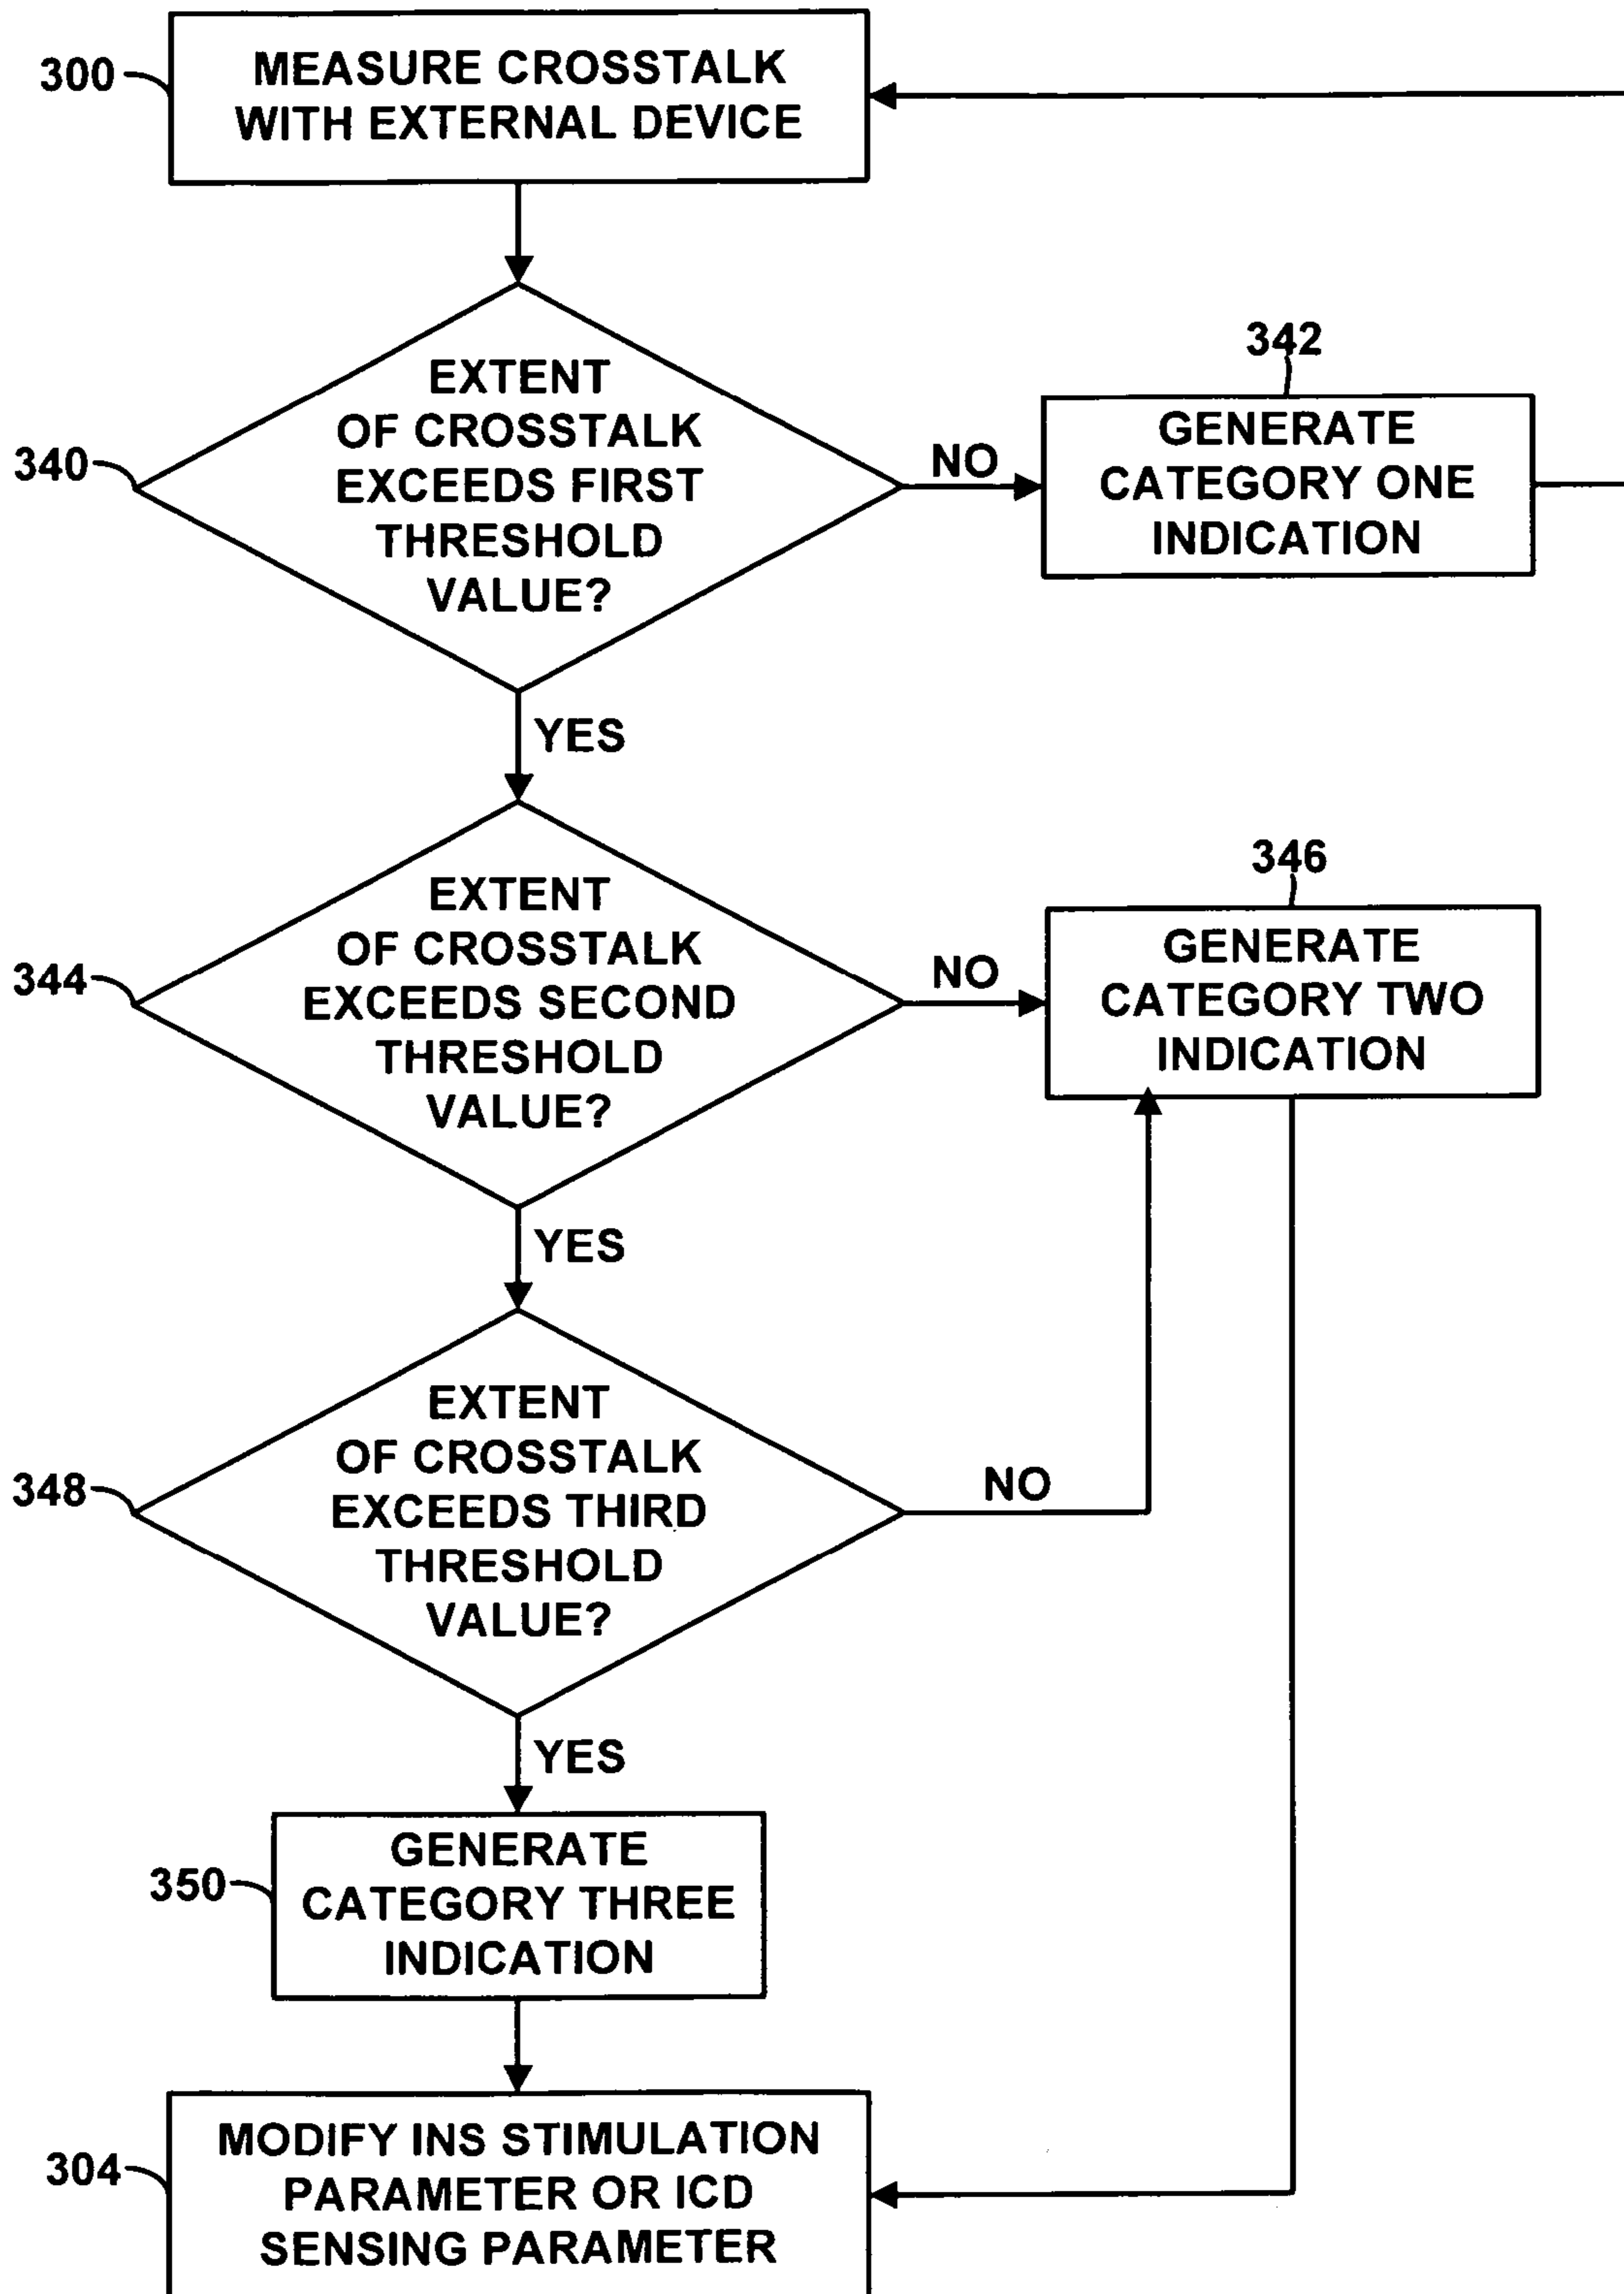 300
MEASURE CROSSTALK
WITH EXTERNAL DEVICE
340
EXTENT
OF CROSSTALK
EXCEEDS FIRST
THRESHOLD
VALUE?
NO
342
GENERATE
CATEGORY ONE
INDICATION
YES
344
EXTENT
OF CROSSTALK
EXCEEDS SECOND
THRESHOLD
VALUE?
NO
346
GENERATE
CATEGORY TWO
INDICATION
YES
348
EXTENT
OF CROSSTALK
EXCEEDS THIRD
THRESHOLD
VALUE?
NO
YES
350
GENERATE
CATEGORY THREE
INDICATION
304
MODIFY INS STIMULATION
PARAMETER OR ICD
SENSING PARAMETER